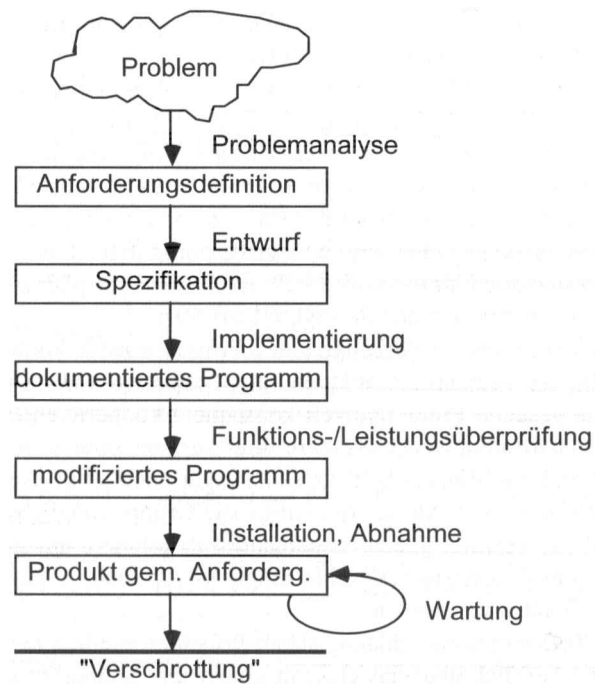 Problem
Problemanalyse
Anforderungsdefinition
Entwurf
Spezifikation
Implementierung
dokumentiertes Programm
Funktions-/Leistungsüberprüfung
modifiziertes Programm
Installation, Abnahme
Produkt gem. Anforderg.
Wartung
"Verschrottung"